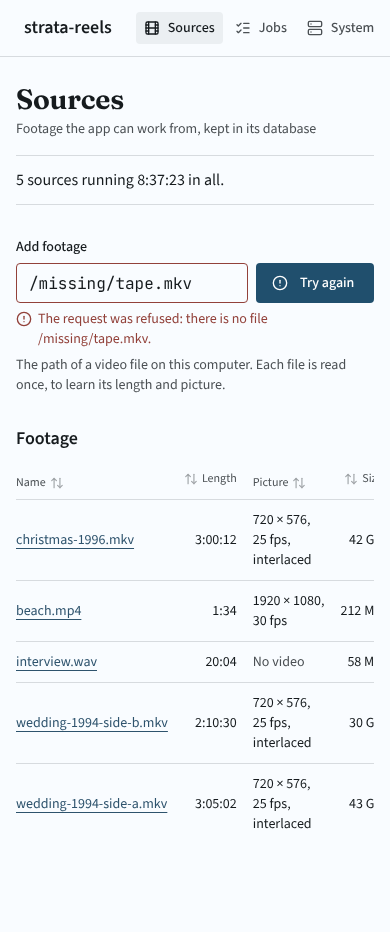 strata-reels Sources Jobs System
Sources
Footage the app can work from, kept in its database
5 sources running 8:37:23 in all.
Add footage
/missing/tape.mkv Try again
The request was refused: there is no file
/missing/tape.mkv.
The path of a video file on this computer. Each file is read
once, to learn its length and picture.
Footage
Name Length Picture Siz
christmas-1996.mkv 3:00:12 720 × 576,
25 fps,
interlaced 42 G
beach.mp4 1:34 1920 × 1080,
30 fps 212 M
interview.wav 20:04 No video 58 M
wedding-1994-side-b.mkv 2:10:30 720 × 576,
25 fps,
interlaced 30 G
wedding-1994-side-a.mkv 3:05:02 720 × 576,
25 fps,
interlaced 43 G